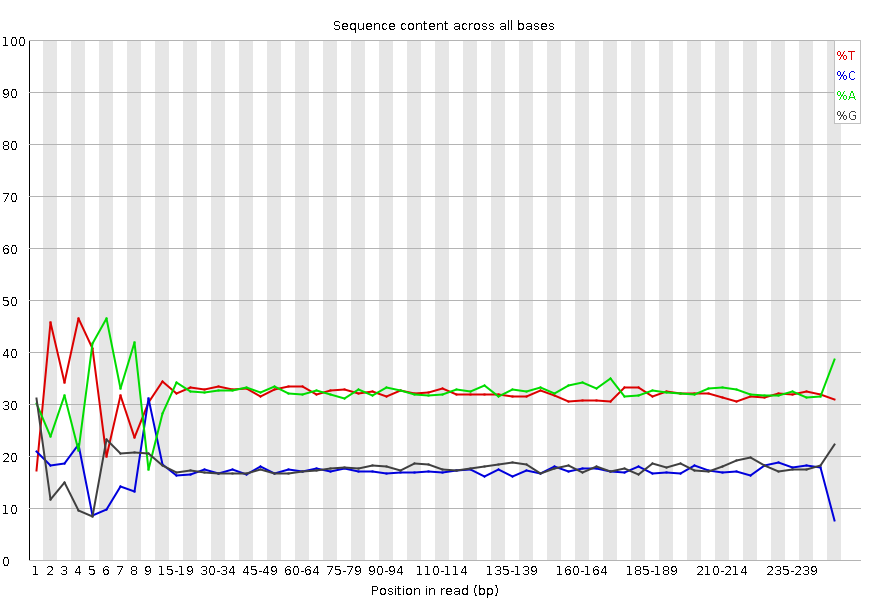 Sequence content across all bases
100
90
80
70
60
50
40
30
20
10
0
%T
%C
%A
%G
1 2 3 4 5 6 7 8 9 15-19 30-34 45-49 60-64 75-79 90-94 110-114 135-139 160-164 185-189 210-214 235-239
Position in read (bp)